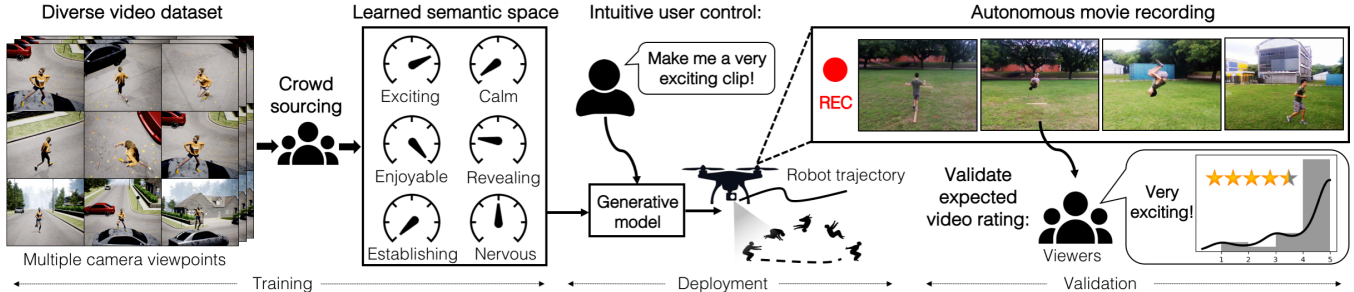 Diverse video dataset
Multiple camera viewpoints
Crowd
sourcing
Learned semantic space
Exciting
Calm
Enjoyable
Revealing
Establishing
Nervous
Training
Intuitive user control:
Make me a very
exciting clip!
Generative
model
Robot trajectory
Deployment
Autonomous movie recording
REC
Validate
expected
video rating:
Viewers
Very
exciting!
1 2 3 4 5
Validation